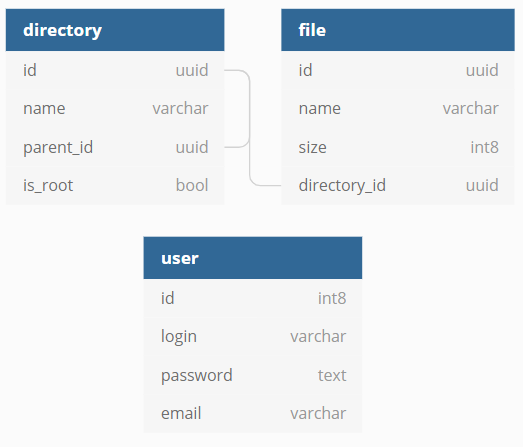 directory
id uuid
name varchar
parent_id uuid
is_root bool
file
id uuid
name varchar
size int8
directory_id uuid
user
id int8
login varchar
password text
email varchar